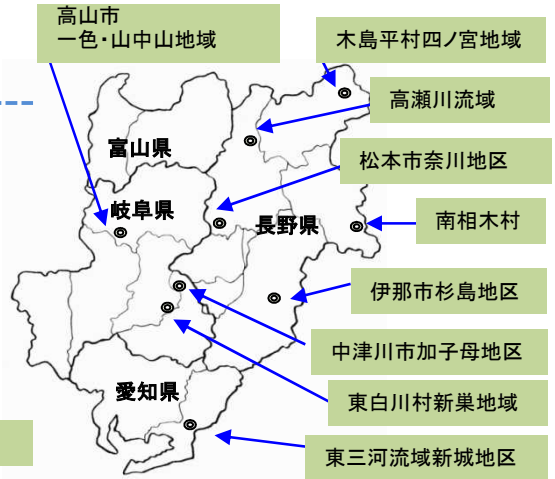 高山市
一色・山中山地域
木島平村四ノ宮地域
高瀬川流域
富山県
松本市奈川地区
岐阜県
長野県
南相木村
伊那市杉島地区
中津川市加子母地区
愛知県
東白川村新巣地域
東三河流域新城地区